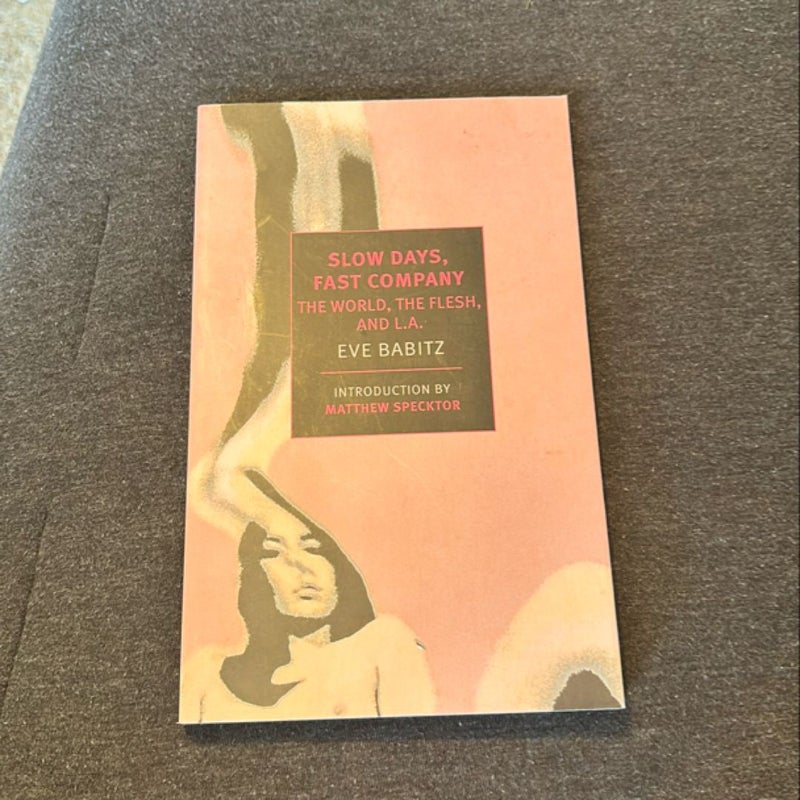 SLOW DAYS,
FAST COMPANY
THE WORLD, THE FLESH,
AND L.A.
EVE BABITZ
INTRODUCTION BY
MATTHEW SPECKTOR